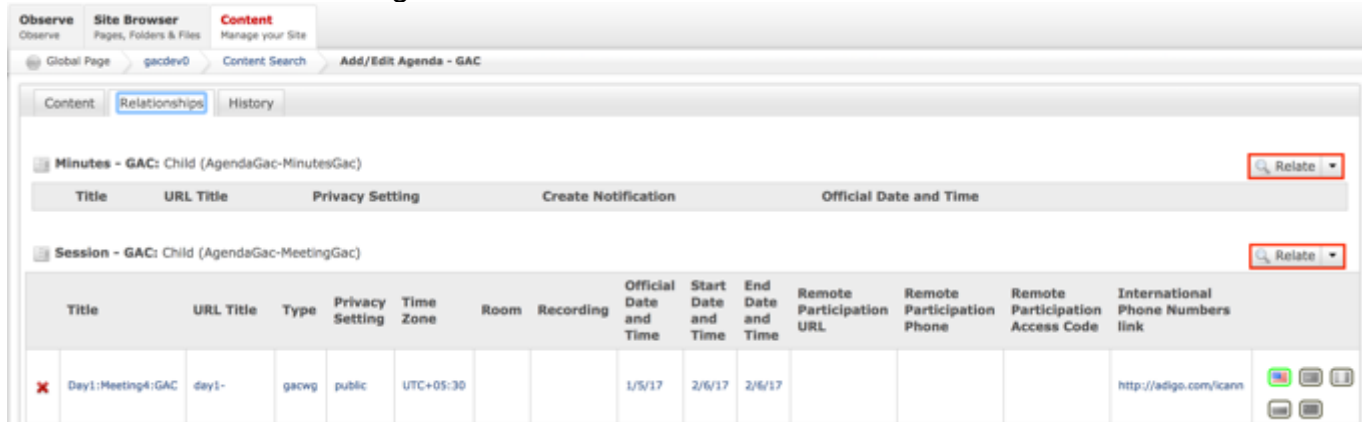 Observe Site Browser Content
Observe Pages, Folders & Files Manage your Site
Global Page gacdev0 Content Search Add/Edit Agenda - GAC
Content Relationships History
Minutes - GAC: Child (AgendaGac-MinutesGac)
Relate
Title URL Title Privacy Setting Create Notification Official Date and Time
Session - GAC: Child (AgendaGac-MeetingGac)
Relate
Title URL Title Type Privacy Setting Time Zone Room Recording Official Date and Time Start Date and Time End Date and Time Remote Participation URL Remote Participation Phone Remote Participation Access Code International Phone Numbers link
Day1:Meeting4:GAC day1- gacwg public UTC+05:30 1/5/17 2/6/17 2/6/17 http://adigo.com/icann